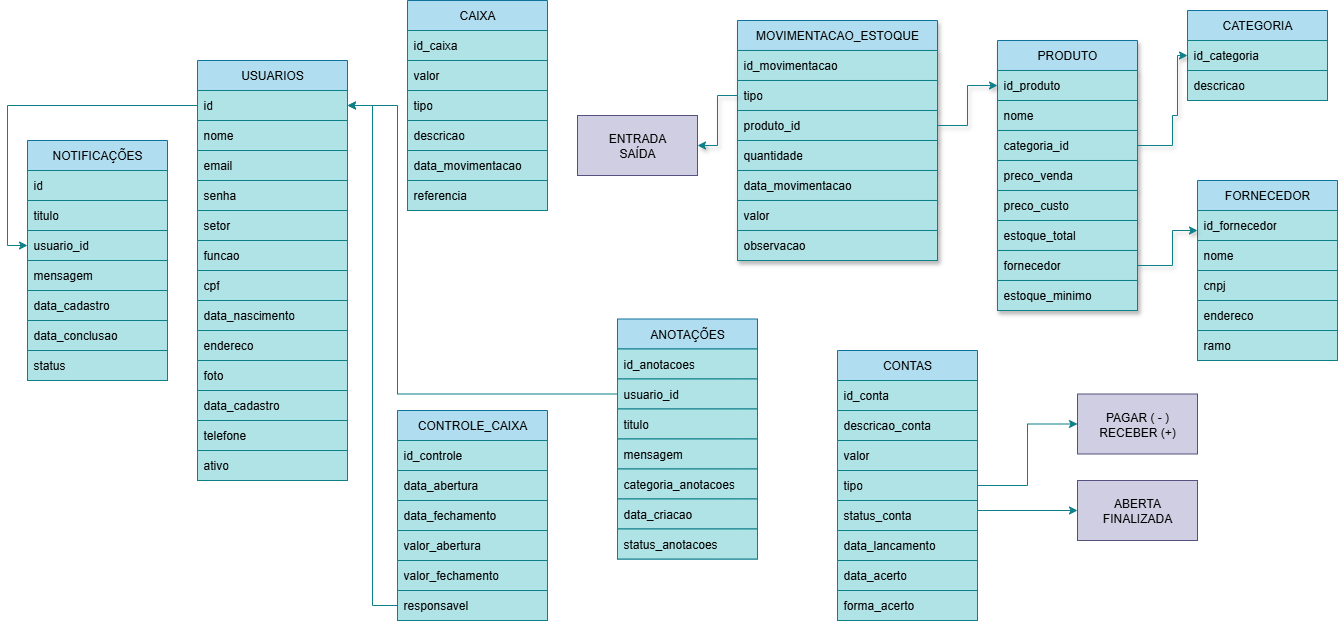 CAIXA
id_caixa
valor
tipo
descricao
data_movimentacao
referencia
USUARIOS
id
nome
email
senha
setor
funcao
cpf
data_nascimento
endereco
foto
data_cadastro
telefone
ativo
NOTIFICAÇÕES
id
titulo
usuario_id
mensagem
data_cadastro
data_conclusao
status
MOVIMENTACAO_ESTOQUE
id_movimentacao
tipo
produto_id
quantidade
data_movimentacao
valor
observacao
ENTRADA
SAÍDA
PRODUTO
id_produto
nome
categoria_id
preco_venda
preco_custo
estoque_total
fornecedor
estoque_minimo
CATEGORIA
id_categoria
descricao
FORNECEDOR
id_fornecedor
nome
cnpj
endereco
ramo
CONTROLE_CAIXA
id_controle
data_abertura
data_fechamento
valor_abertura
valor_fechamento
responsavel
ANOTAÇÕES
id_anotacoes
usuario_id
titulo
mensagem
categoria_anotacoes
data_criacao
status_anotacoes
CONTAS
id_conta
descricao_conta
valor
tipo
status_conta
data_lancamento
data_acerto
forma_acerto
PAGAR ( - )
RECEBER (+)
ABERTA
FINALIZADA